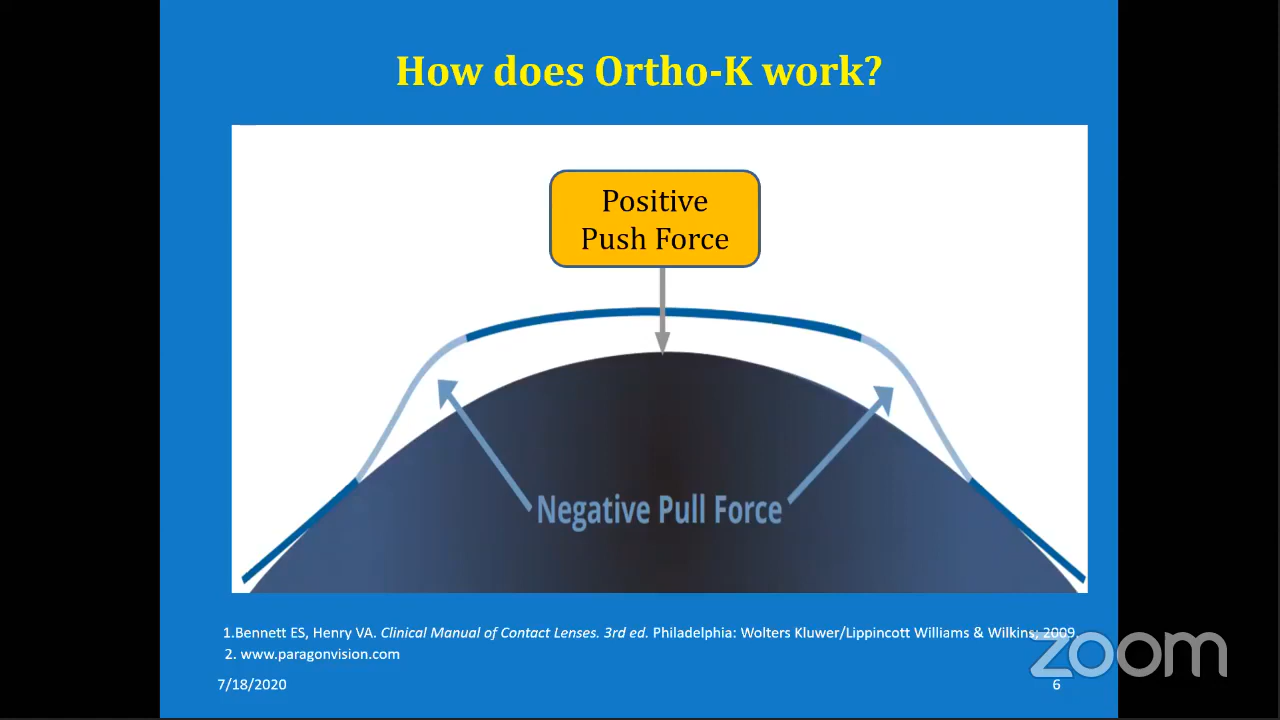 How does Ortho-K work?
Positive
Push Force
Negative Pull Force
1.Bennett ES, Henry VA. Clinical Manual of Contact Lenses. 3rd ed. Philadelphia: Wolters Kluwer/Lippincott Williams & Wilkins; 2009.
2. www.paragonvision.com
7/18/2020
6
zoom